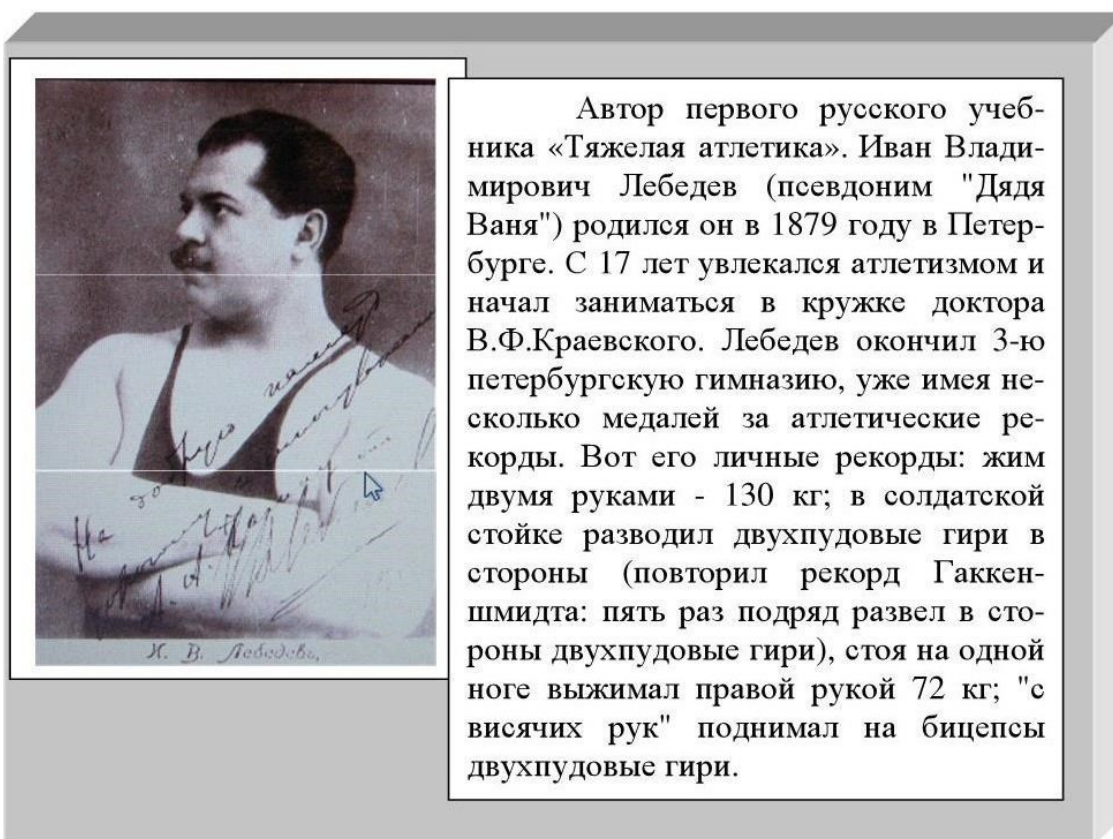 Автор первого русского учеб-
ника «Тяжелая атлетика». Иван Влади-
мирович Лебедев (псевдоним "Дядя
Ваня") родился он в 1879 году в Петер-
бурге. С 17 лет увлекался атлетизмом и
начал заниматься в кружке доктора
В.Ф.Краевского. Лебедев окончил 3-ю
петербургскую гимназию, уже имея не-
сколько медалей за атлетические ре-
корды. Вот его личные рекорды: жим
двумя руками - 130 кг; в солдатской
стойке разводил двухпудовые гири в
стороны (повторил рекорд Гаккен-
шмидта: пять раз подряд развел в сто-
роны двухпудовые гири), стоя на одной
ноге выжимал правой рукой 72 кг; "с
висячих рук" поднимал на бицепсы
двухпудовые гири.
На добрую
И. В. Лебедевъ,